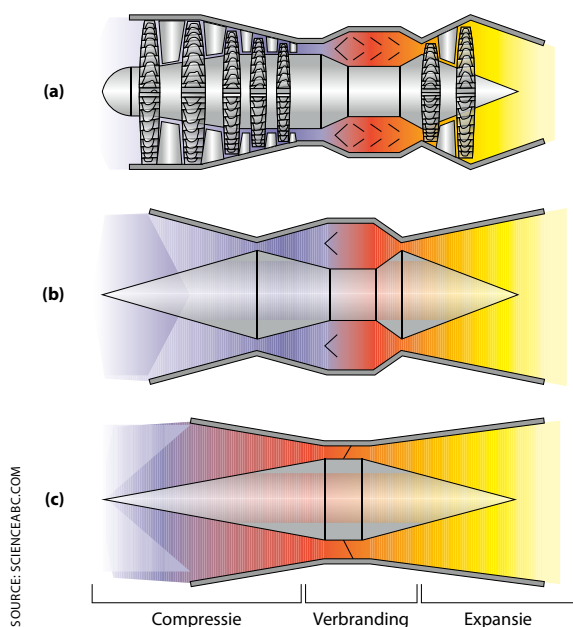 (a)
(b)
(c)
SOURCE: SCIENCEABC.COM
Compressie Verbranding Expansie